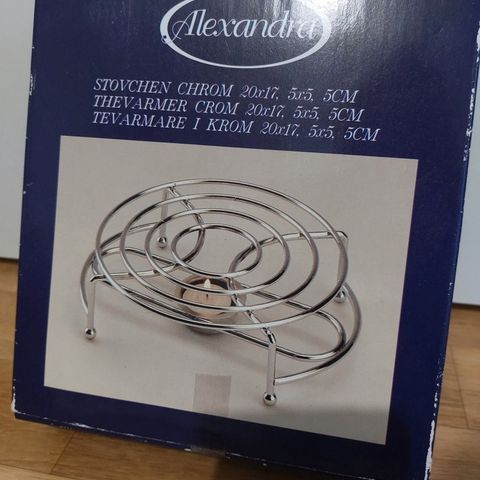 Alexandra
STOVCHEN CHROM 20x17, 5x5, 5CM
THEVARMER CROM 20x17, 5x5, 5CM
TEVARMARE I KROM 20x17, 5x5, 5CM